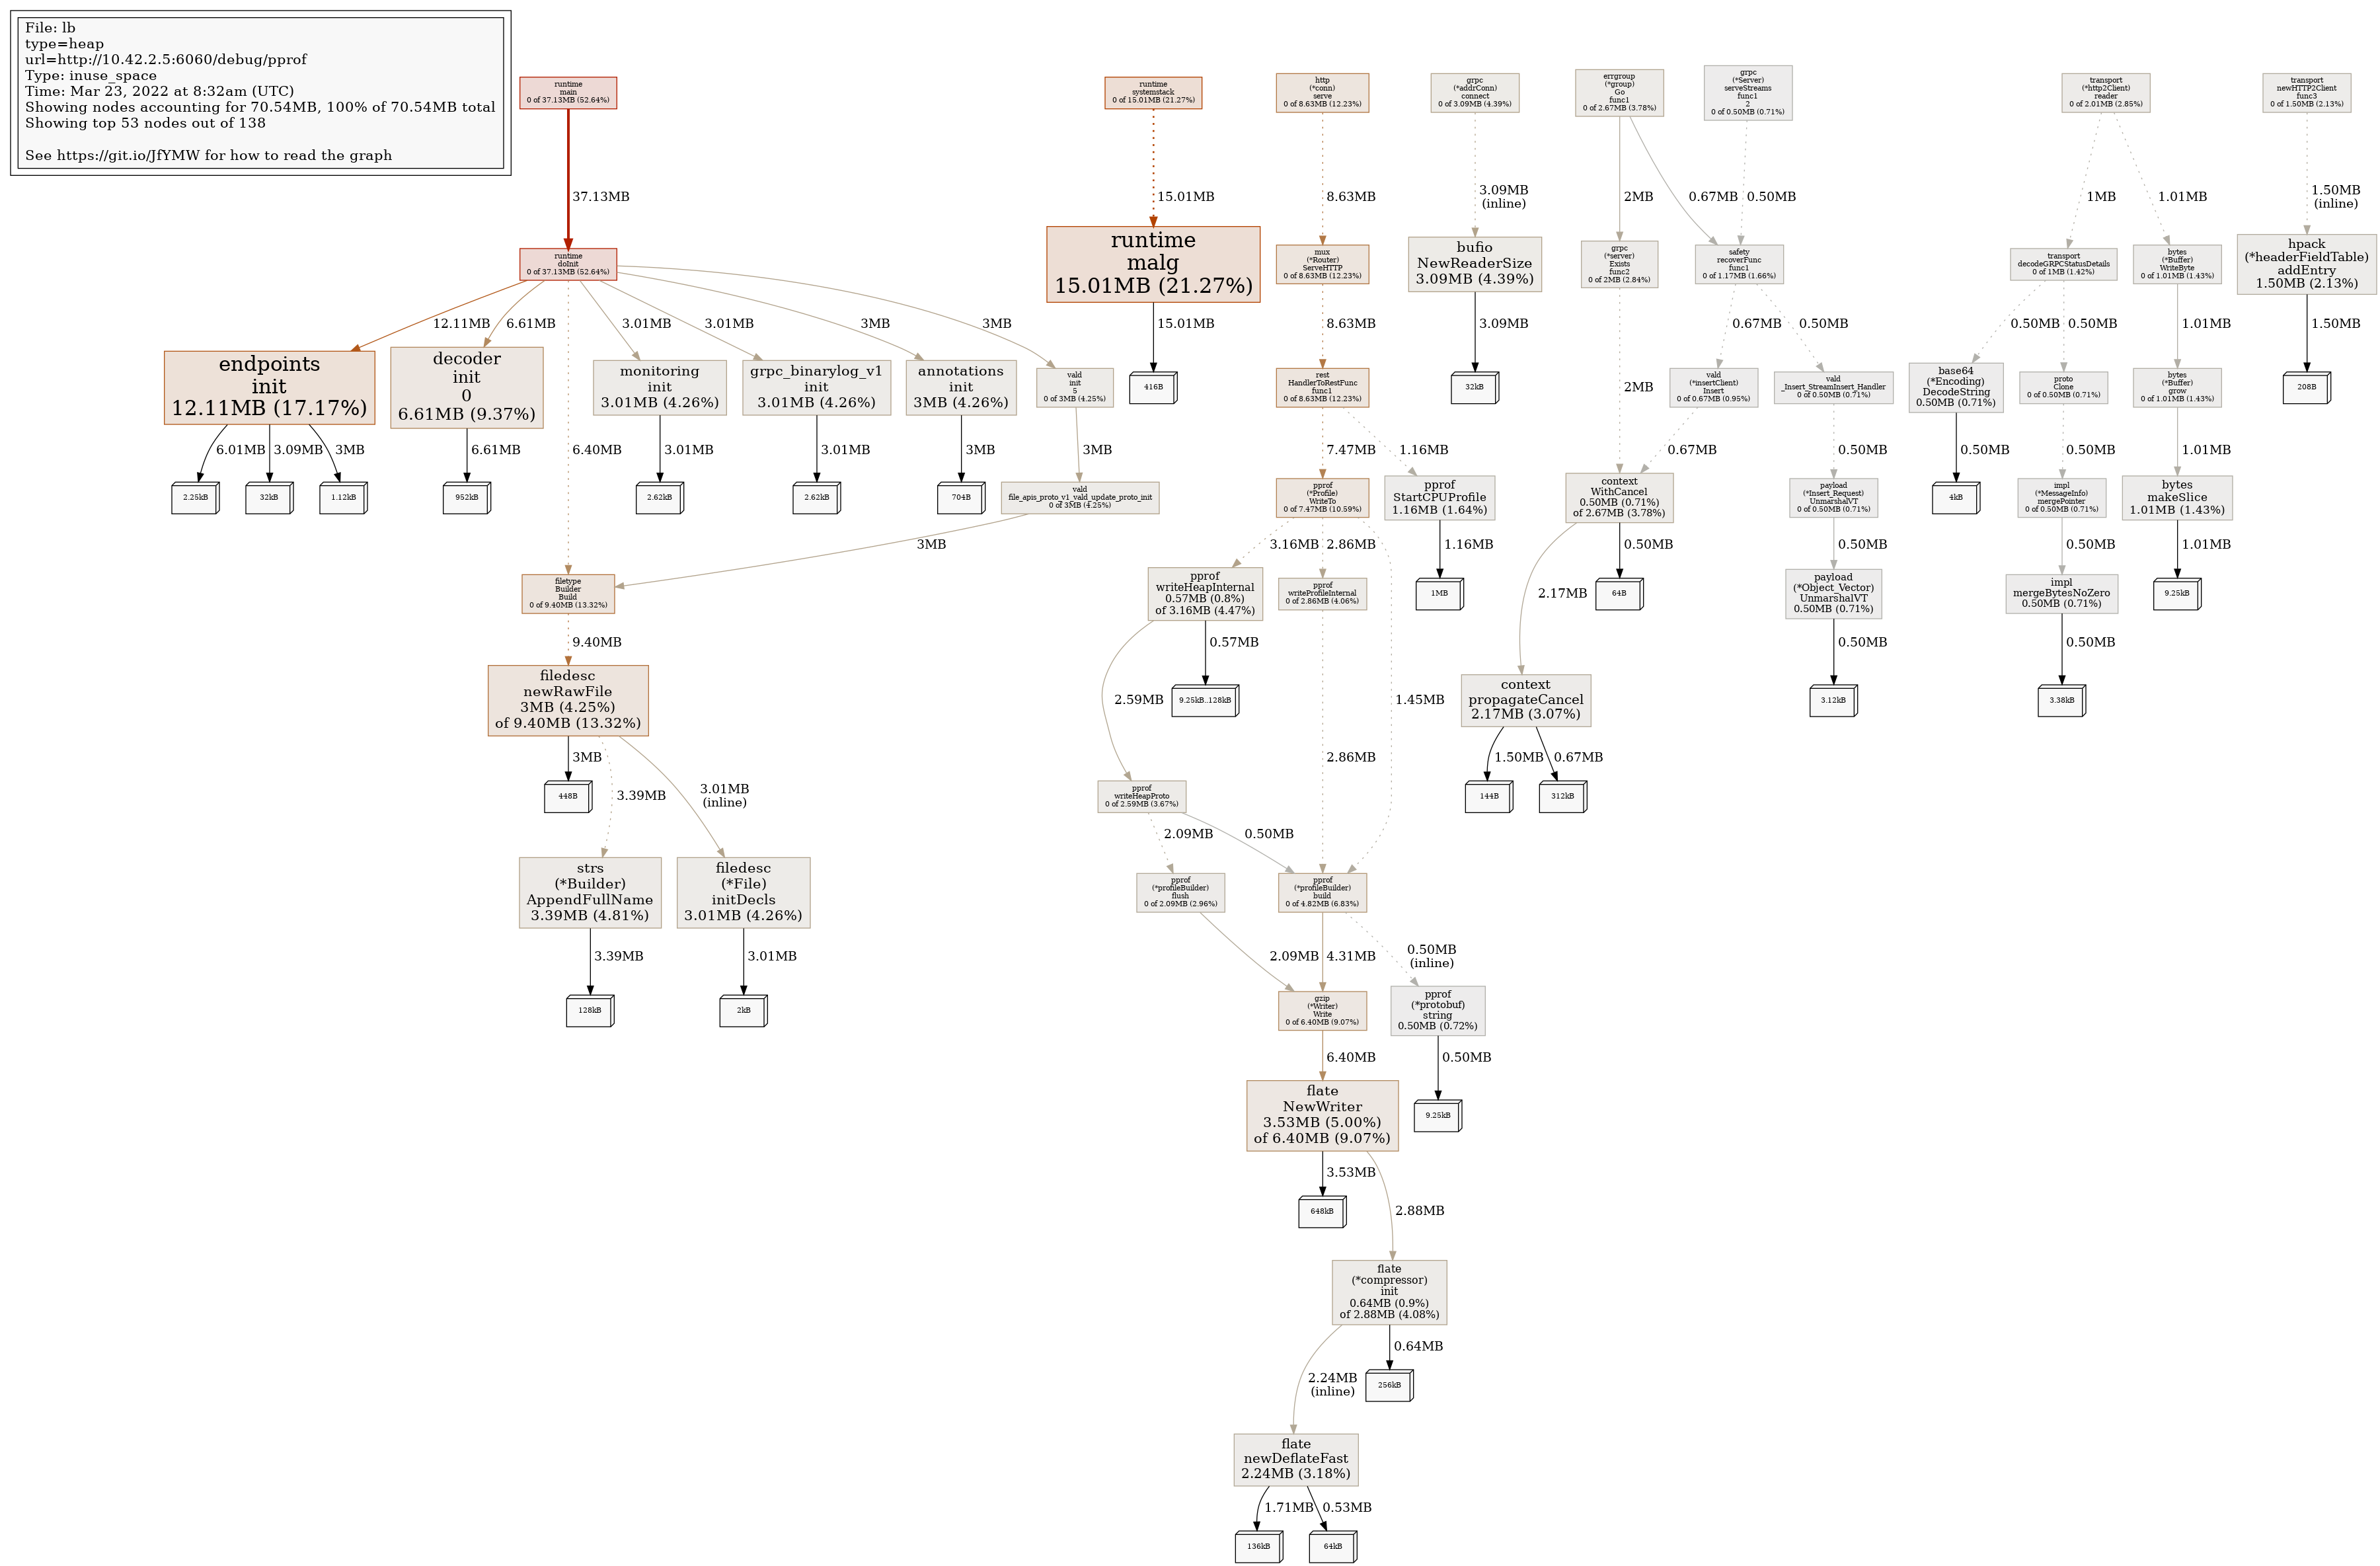 File: lb
type=heap
url=http://10.42.2.5:6060/debug/pprof
Type: inuse_space
Time: Mar 23, 2022 at 8:32am (UTC)
Showing nodes accounting for 70.54MB, 100% of 70.54MB total
Showing top 53 nodes out of 138
See https://git.io/JfYMW for how to read the graph
runtime
main
0 of 37.13MB (52.64%)
runtime
systemstack
0 of 15.01MB (21.27%)
http
(*conn)
serve
0 of 8.63MB (12.23%)
grpc
(*addrConn)
connect
0 of 3.09MB (4.39%)
errgroup
(*group)
Go
func1
0 of 2.67MB (3.78%)
grpc
(*Server)
serveStreams
func1
2
0 of 0.50MB (0.71%)
transport
(*http2Client)
reader
0 of 2.01MB (2.85%)
transport
newHTTP2Client
func3
0 of 1.50MB (2.13%)
37.13MB
15.01MB
8.63MB
3.09MB
(inline)
2MB
0.67MB
0.50MB
1MB
1.01MB
1.50MB
(inline)
runtime
doInit
0 of 37.13MB (52.64%)
runtime
malg
15.01MB (21.27%)
mux
(*Router)
ServeHTTP
0 of 8.63MB (12.23%)
bufio
NewReaderSize
3.09MB (4.39%)
grpc
(*server)
Exists
func2
0 of 2MB (2.84%)
safety
recoverFunc
func1
0 of 1.17MB (1.66%)
transport
decodeGRPCStatusDetails
0 of 1MB (1.42%)
bytes
(*Buffer)
WriteByte
0 of 1.01MB (1.43%)
hpack
(*headerFieldTable)
addEntry
1.50MB (2.13%)
12.11MB
6.61MB
3.01MB
3.01MB
3MB
3MB
15.01MB
8.63MB
3.09MB
0.67MB
0.50MB
0.50MB
0.50MB
1.01MB
1.50MB
endpoints
init
12.11MB (17.17%)
decoder
init
0
6.61MB (9.37%)
monitoring
init
3.01MB (4.26%)
grpc_binarylog_v1
init
3.01MB (4.26%)
annotations
init
3MB (4.26%)
vald
init
5
0 of 3MB (4.25%)
416B
rest
HandlerToRestFunc
func1
0 of 8.63MB (12.23%)
32kB
2MB
vald
(*insertClient)
Insert
0 of 0.67MB (0.95%)
vald
_Insert_StreamInsert_Handler
0 of 0.50MB (0.71%)
base64
(*Encoding)
DecodeString
0.50MB (0.71%)
proto
Clone
0 of 0.50MB (0.71%)
bytes
(*Buffer)
grow
0 of 1.01MB (1.43%)
208B
6.01MB
3.09MB
3MB
6.61MB
6.40MB
3.01MB
3.01MB
3MB
3MB
7.47MB
1.16MB
0.67MB
0.50MB
0.50MB
0.50MB
1.01MB
2.25kB
32kB
1.12kB
952kB
2.62kB
2.62kB
704B
vald
file_apis_proto_v1_vald_update_proto_init
0 of 3MB (4.25%)
pprof
(*Profile)
WriteTo
0 of 7.47MB (10.59%)
pprof
StartCPUProfile
1.16MB (1.64%)
context
WithCancel
0.50MB (0.71%)
of 2.67MB (3.78%)
payload
(*Insert_Request)
UnmarshalVT
0 of 0.50MB (0.71%)
4kB
impl
(*MessageInfo)
mergePointer
0 of 0.50MB (0.71%)
bytes
makeSlice
1.01MB (1.43%)
3MB
3.16MB
2.86MB
1.16MB
0.50MB
0.50MB
0.50MB
1.01MB
filetype
Builder
Build
0 of 9.40MB (13.32%)
pprof
writeHeapInternal
0.57MB (0.8%)
of 3.16MB (4.47%)
pprof
writeProfileInternal
0 of 2.86MB (4.06%)
1MB
2.17MB
64B
payload
(*Object_Vector)
UnmarshalVT
0.50MB (0.71%)
impl
mergeBytesNoZero
0.50MB (0.71%)
9.25kB
9.40MB
0.57MB
0.50MB
0.50MB
filedesc
newRawFile
3MB (4.25%)
of 9.40MB (13.32%)
2.59MB
9.25kB..128kB
1.45MB
context
propagateCancel
2.17MB (3.07%)
3.12kB
3.38kB
3MB
2.86MB
1.50MB
0.67MB
448B
3.39MB
3.01MB
(inline)
pprof
writeHeapProto
0 of 2.59MB (3.67%)
144B
312kB
2.09MB
0.50MB
strs
(*Builder)
AppendFullName
3.39MB (4.81%)
filedesc
(*File)
initDecls
3.01MB (4.26%)
pprof
(*profileBuilder)
flush
0 of 2.09MB (2.96%)
pprof
(*profileBuilder)
build
0 of 4.82MB (6.83%)
3.39MB
3.01MB
2.09MB
4.31MB
0.50MB
(inline)
128kB
2kB
gzip
(*Writer)
Write
0 of 6.40MB (9.07%)
pprof
(*protobuf)
string
0.50MB (0.72%)
6.40MB
0.50MB
flate
NewWriter
3.53MB (5.00%)
of 6.40MB (9.07%)
9.25kB
3.53MB
2.88MB
648kB
flate
(*compressor)
init
0.64MB (0.9%)
of 2.88MB (4.08%)
0.64MB
2.24MB
(inline)
256kB
flate
newDeflateFast
2.24MB (3.18%)
1.71MB
0.53MB
136kB
64kB